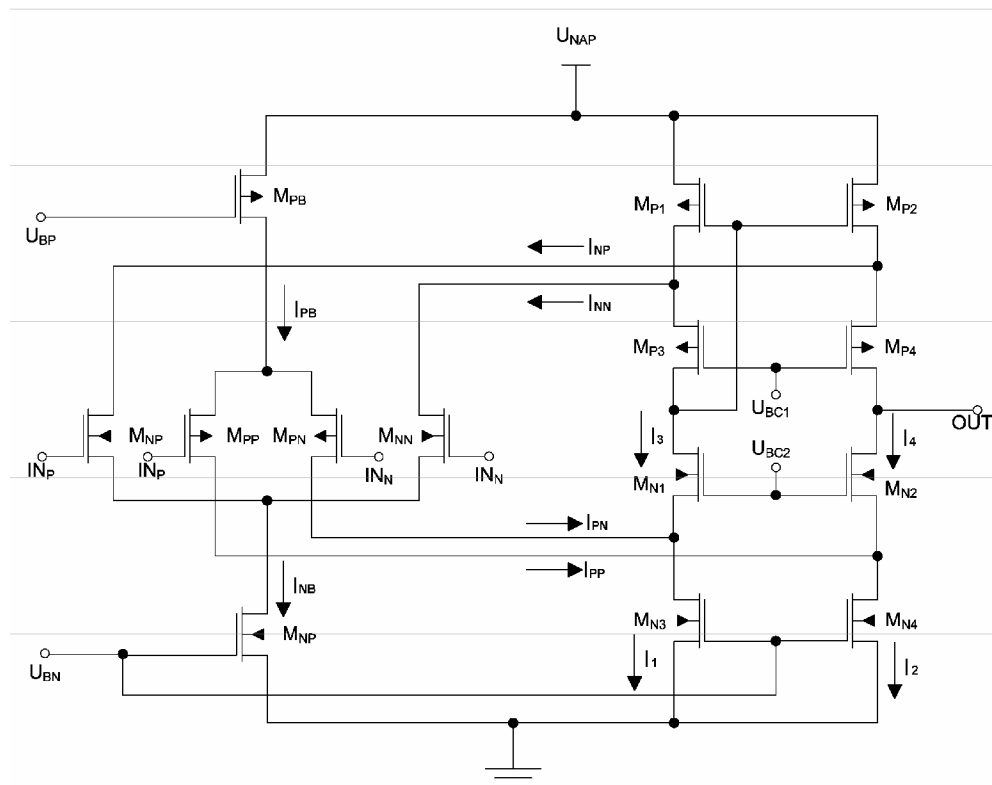 U_NAP
M_PB
M_P1
M_P2
U_BP
I_NP
I_NN
I_PB
M_P3
M_P4
U_BC1
M_NP
M_PP
M_PN
M_NN
I_3
I_4
OUT
U_BC2
IN_P
IN_P
IN_N
IN_N
M_N1
M_N2
I_PN
I_PP
I_NB
M_NP
M_N3
M_N4
U_BN
I_1
I_2